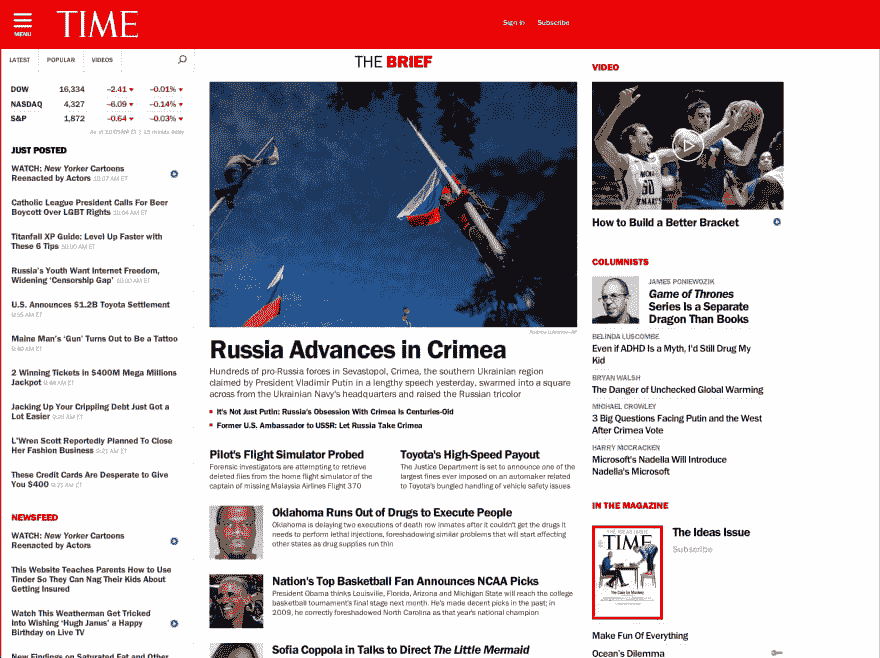 MENU
TIME
Sign In
Subscribe
LATEST
POPULAR
VIDEOS
DOW 16,334 –2.41 –0.01%
NASDAQ 4,327 –6.09 –0.14%
S&P 1,872 –0.64 –0.03%
JUST POSTED
WATCH: New Yorker Cartoons
Reenacted by Actors 10:07 AM ET
Catholic League President Calls For Beer
Boycott Over LGBT Rights 10:04 AM ET
Titanfall XP Guide: Level Up Faster with
These 6 Tips 10:00 AM ET
Russia's Youth Want Internet Freedom,
Widening 'Censorship Gap' 10:00 AM ET
U.S. Announces $1.2B Toyota Settlement
9:55 AM ET
Maine Man's 'Gun' Turns Out to Be a Tattoo
9:49 AM ET
2 Winning Tickets in $400M Mega Millions
Jackpot 9:44 AM ET
Jacking Up Your Crippling Debt Just Got a
Lot Easier AM ET
L'Wren Scott Reportedly Planned To Close
Her Fashion Business 9:21 AM ET
These Credit Cards Are Desperate to Give
You $400 9:21 AM ET
NEWSFEED
WATCH: New Yorker Cartoons
Reenacted by Actors
This Website Teaches Parents How to Use
Tinder So They Can Nag Their Kids About
Getting Insured
Watch This Weatherman Get Tricked
Into Wishing 'Hugh Janus' a Happy
Birthday on Live TV
New Findings on Saturated Fat and Other
THE BRIEF
Russia Advances in Crimea
Hundreds of pro-Russia forces in Sevastopol, Crimea, the southern Ukrainian region
claimed by President Vladimir Putin in a lengthy speech yesterday, swarmed into a square
across from the Ukrainian Navy's headquarters and raised the Russian tricolor
It's Not Just Putin: Russia's Obsession With Crimea Is Centuries-Old
Former U.S. Ambassador to USSR: Let Russia Take Crimea
Pilot's Flight Simulator Probed
Forensic investigators are attempting to retrieve
deleted files from the home flight simulator of the
captain of missing Malaysia Airlines Flight 370
Toyota's High-Speed Payout
The Justice Department is set to announce one of the
largest fines ever imposed on an automaker related
to Toyota's bungled handling of vehicle safety issues
Oklahoma Runs Out of Drugs to Execute People
Oklahoma is delaying two executions of death row inmates after it couldn't get the drugs it
needs to perform lethal injections, foreshadowing similar problems that will start affecting
other states as drug supplies run thin
Nation's Top Basketball Fan Announces NCAA Picks
President Obama thinks Louisville, Florida, Arizona and Michigan State will reach the college
basketball tournament's final stage next month. He's made decent picks in the past; in
2009, he correctly foreshadowed North Carolina as that year's national champion
Sofia Coppola in Talks to Direct The Little Mermaid
VIDEO
How to Build a Better Bracket
COLUMNISTS
JAMES PONIEWOZIK
Game of Thrones
Series Is a Separate
Dragon Than Books
BELINDA LUSCOMBE
Even if ADHD Is a Myth, I'd Still Drug My
Kid
BRYAN WALSH
The Danger of Unchecked Global Warming
MICHAEL CROWLEY
3 Big Questions Facing Putin and the West
After Crimea Vote
HARRY MCCRACKEN
Microsoft's Nadella Will Introduce
Nadella's Microsoft
IN THE MAGAZINE
TIME
The Ideas Issue
Subscribe
Make Fun Of Everything
Ocean's Dilemma